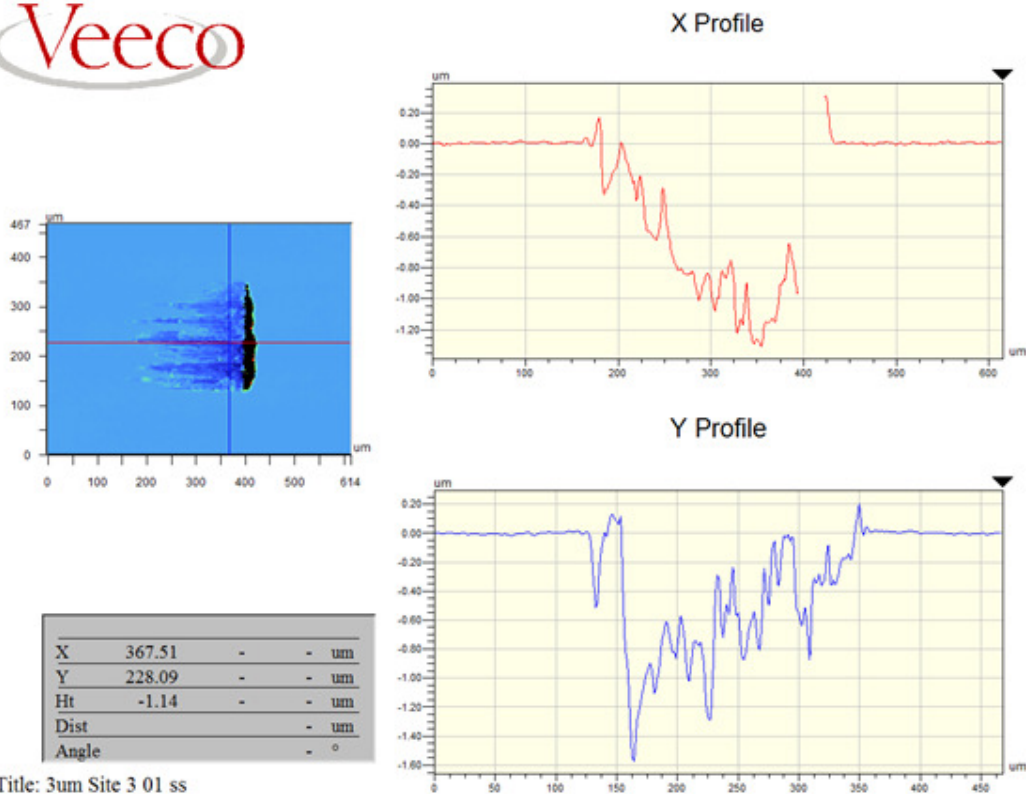 Veeco
X Profile
um
0.20
0.00
-0.20
-0.40
-0.60
-0.80
-1.00
-1.20
0 100 200 300 400 500 600
um
um
467
400
300
200
100
0
um
0 100 200 300 400 500 614
Y Profile
um
0.20
0.00
-0.20
-0.40
-0.60
-0.80
-1.00
-1.20
-1.40
-1.60
0 50 100 150 200 250 300 350 400 450
um
X 367.51 - - um
Y 228.09 - - um
Ht -1.14 - - um
Dist - um
Angle - °
Title: 3um Site 3 01 ss